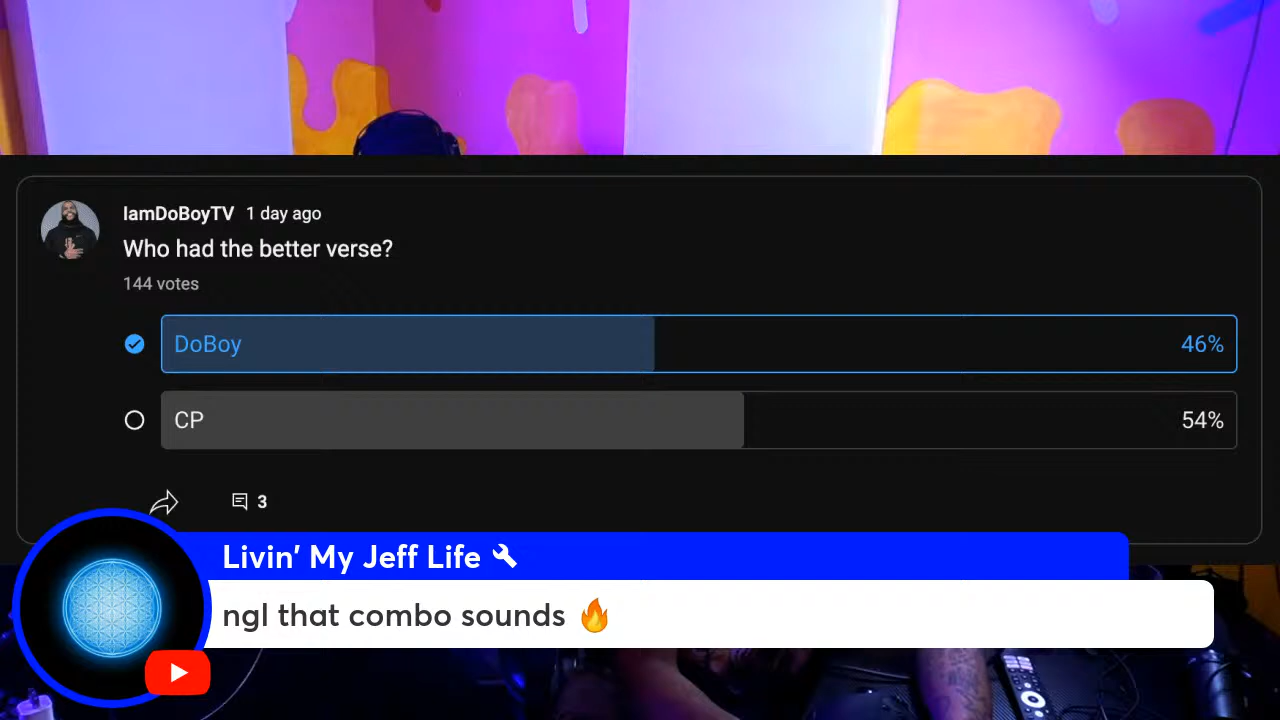 IamDoBoyTV 1 day ago
Who had the better verse?
144 votes
DoBoy 46%
CP 54%
3
Livin' My Jeff Life
ngl that combo sounds 🔥